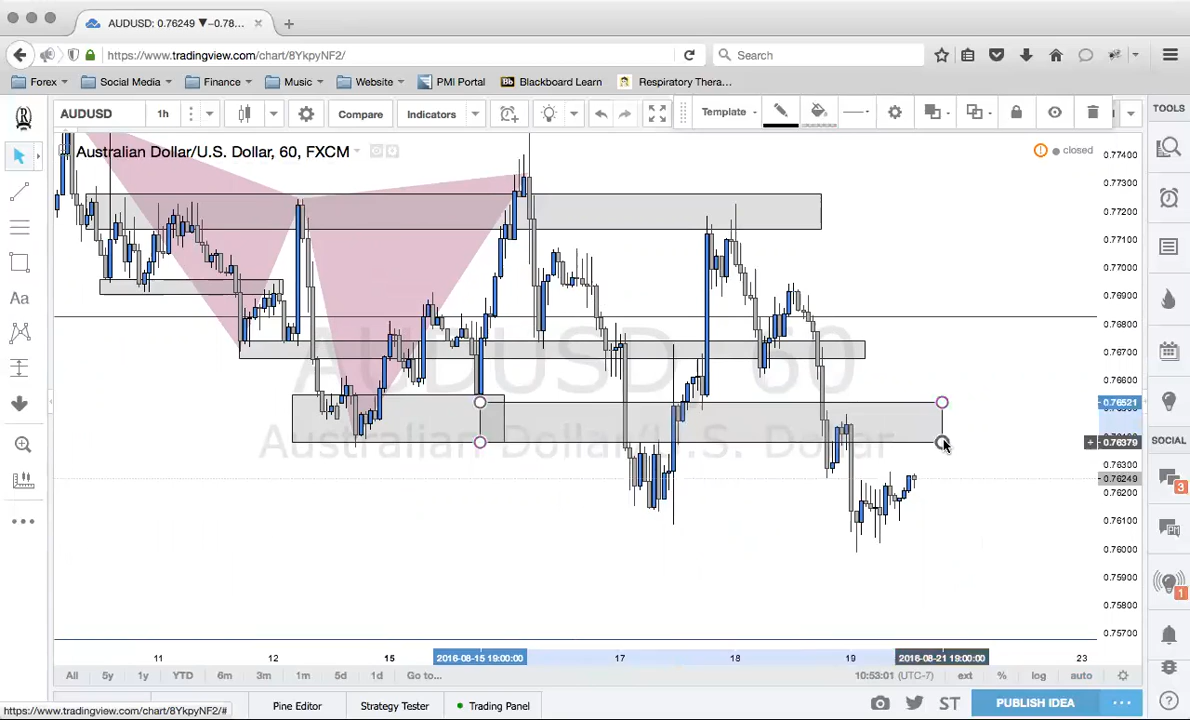 AUDUSD: 0.76249 ▼−0.78...
https://www.tradingview.com/chart/8YkpyNF2/
Search
Forex
Social Media
Finance
Music
Website
PMI Portal
Bb Blackboard Learn
Respiratory Thera...
AUDUSD
1h
Compare
Indicators
Template
TOOLS
Australian Dollar/U.S. Dollar, 60, FXCM
closed
0.77400
0.77300
0.77200
0.77100
0.77000
0.76900
0.76800
0.76700
0.76600
0.76521
0.76379
0.76300
0.76249
0.76200
0.76100
0.76000
0.75900
0.75800
0.75700
AUDUSD, 60
Australian Dollar/U.S. Dollar
Aa
SOCIAL
3
1
11
12
15
2016-08-15 19:00:00
17
18
19
2016-08-21 19:00:00
23
All
5y
1y
YTD
6m
3m
1m
5d
1d
Go to...
10:53:01 (UTC-7)
ext
%
log
auto
https://www.tradingview.com/chart/8YkpyNF2/#
Pine Editor
Strategy Tester
Trading Panel
ST
PUBLISH IDEA